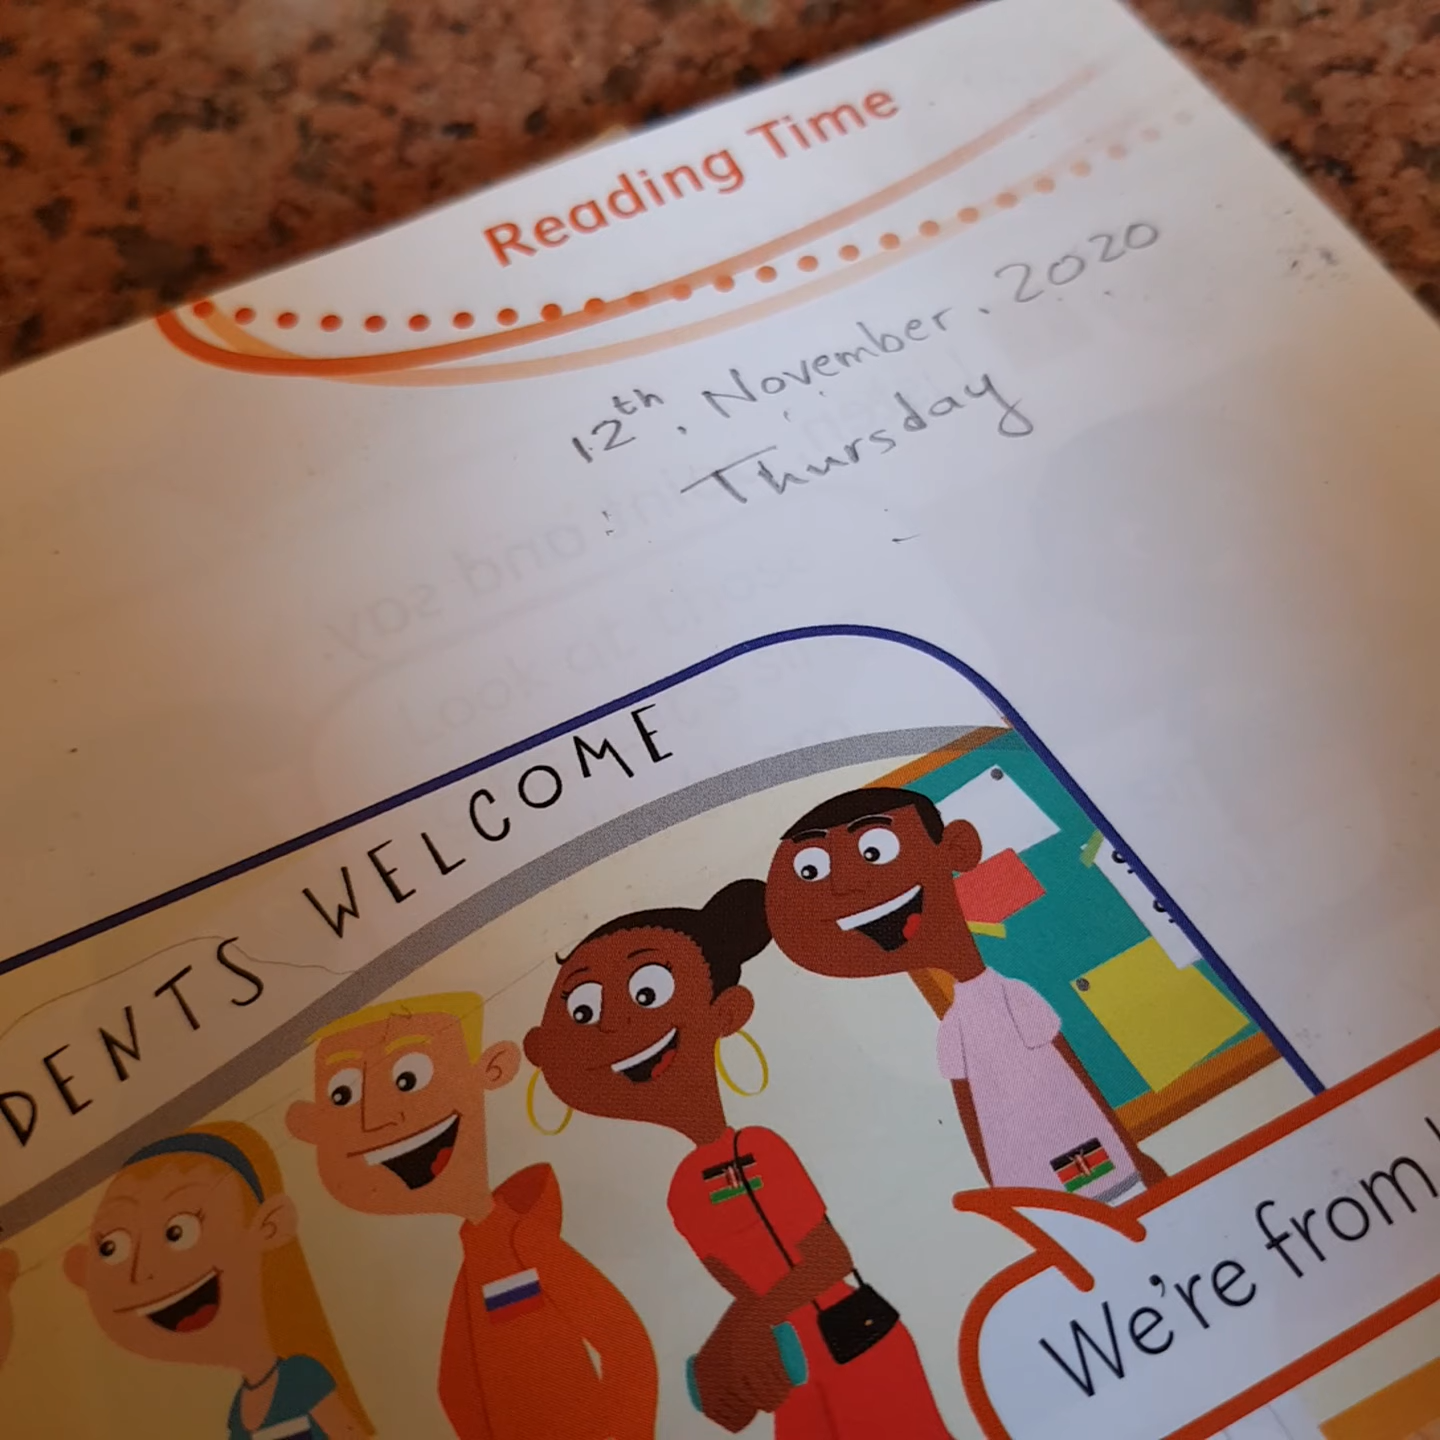 Reading Time
12th. November. 2020
Thursday
DENTS WELCOME
We're from